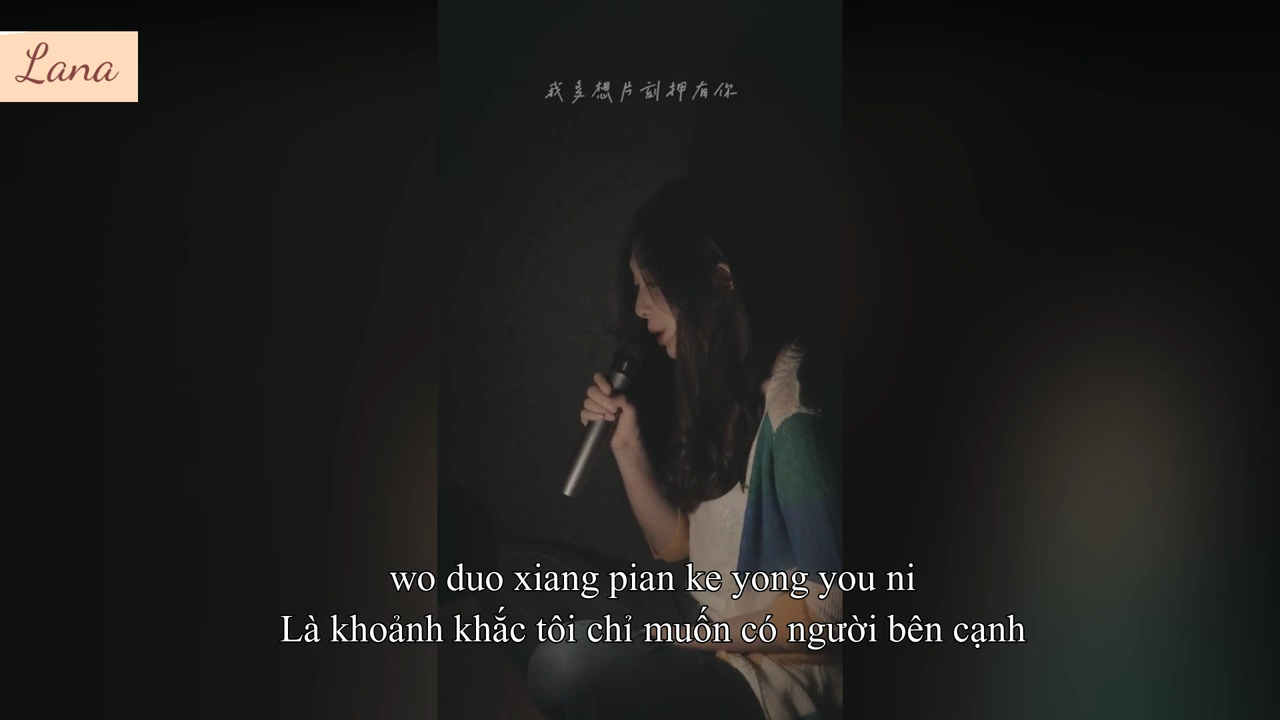 Lana
我多想片刻拥有你
wo duo xiang pian ke yong you ni
Là khoảnh khắc tôi chỉ muốn có người bên cạnh